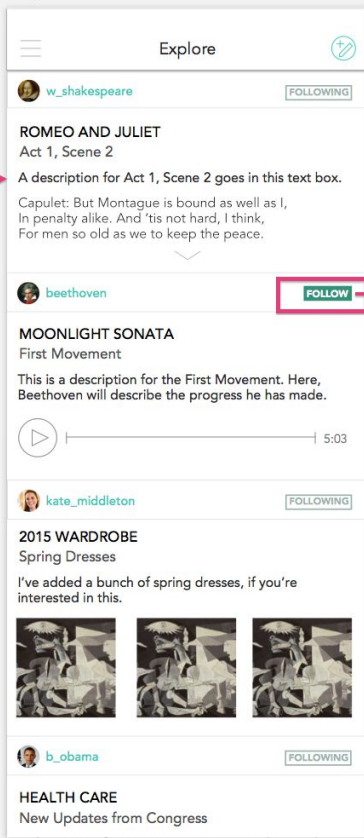 Explore
w_shakespeare FOLLOWING
ROMEO AND JULIET
Act 1, Scene 2
A description for Act 1, Scene 2 goes in this text box.
Capulet: But Montague is bound as well as I,
In penalty alike. And ‘tis not hard, I think,
For men so old as we to keep the peace.
beethoven FOLLOW
MOONLIGHT SONATA
First Movement
This is a description for the First Movement. Here,
Beethoven will describe the progress he has made.
5:03
kate_middleton FOLLOWING
2015 WARDROBE
Spring Dresses
I’ve added a bunch of spring dresses, if you’re
interested in this.
b_obama FOLLOWING
HEALTH CARE
New Updates from Congress